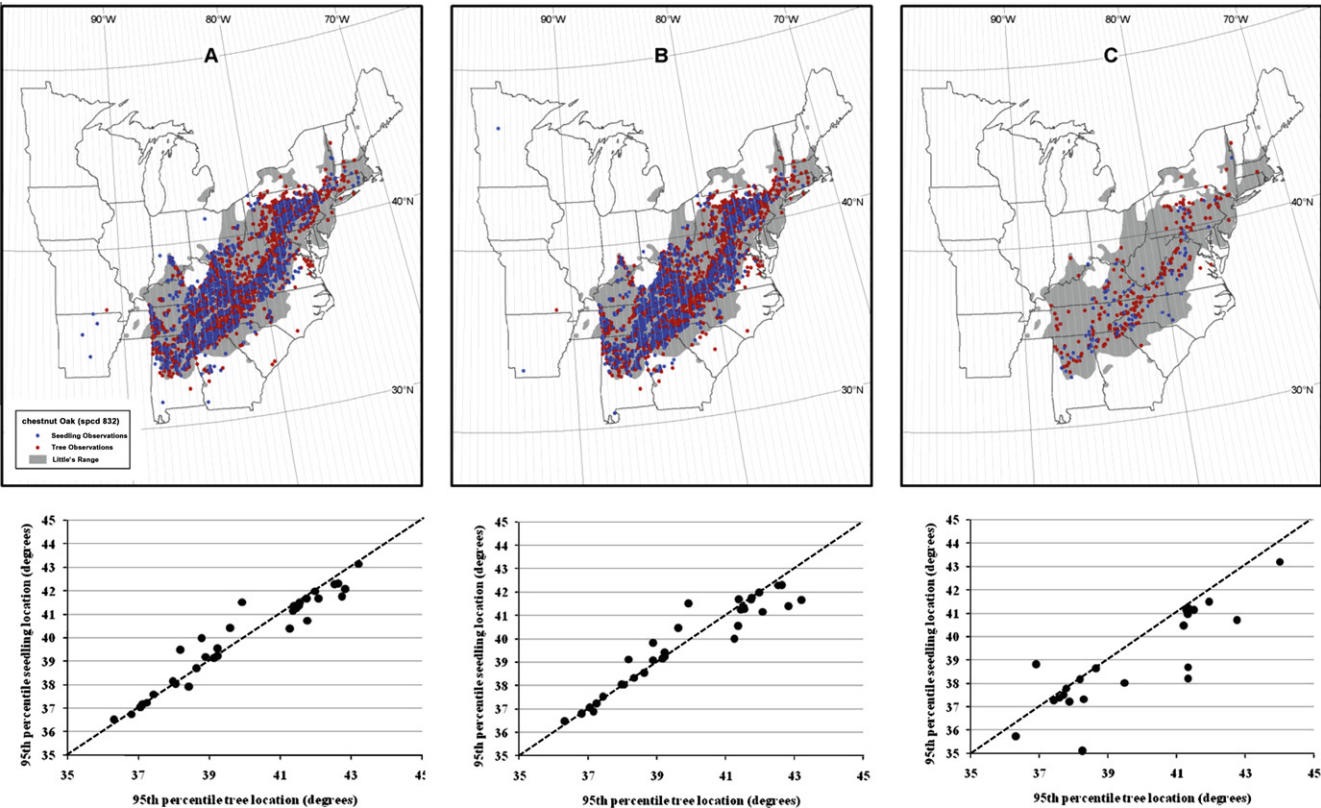 90°W 80°W 70°W
A
40°N
30°N
chestnut Oak (spcd 832)
Seedling Observations
Tree Observations
Little's Range
90°W 80°W 70°W
B
40°N
30°N
90°W 80°W 70°W
C
40°N
30°N
95th percentile seedling location (degrees)
45
44
43
42
41
40
39
38
37
36
35
35 37 39 41 43 45
95th percentile tree location (degrees)
95th percentile seedling location (degrees)
45
44
43
42
41
40
39
38
37
36
35
35 37 39 41 43 45
95th percentile tree location (degrees)
95th percentile seedling location (degrees)
45
44
43
42
41
40
39
38
37
36
35
35 37 39 41 43 45
95th percentile tree location (degrees)